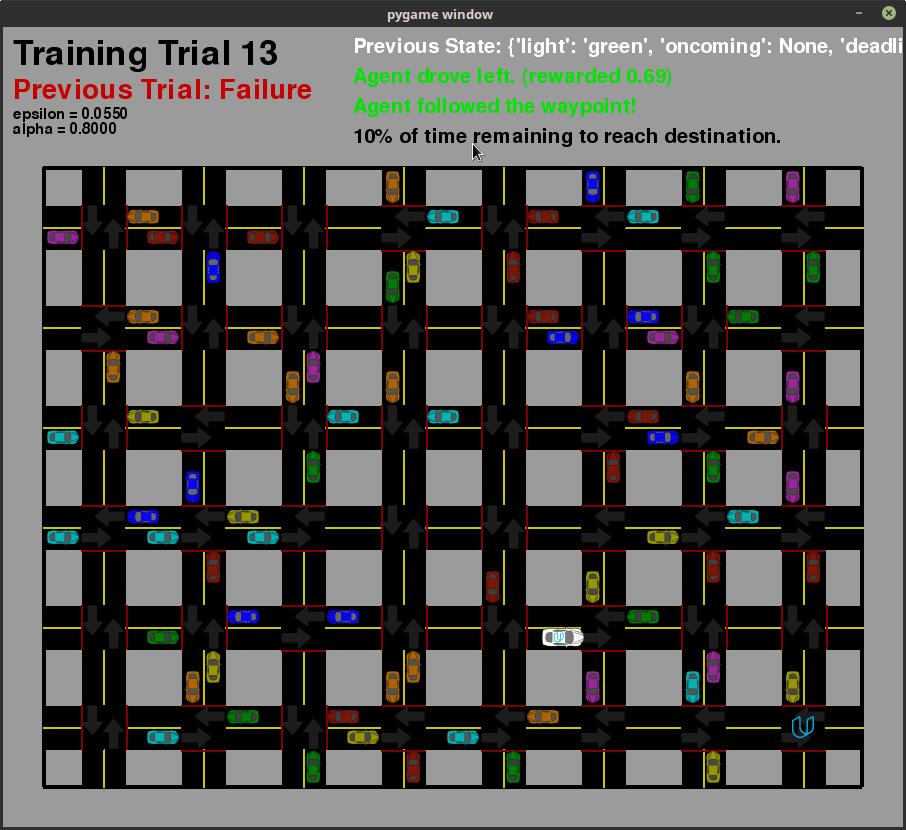 pygame window
Training Trial 13
Previous Trial: Failure
epsilon = 0.0550
alpha = 0.8000
Previous State: {'light': 'green', 'oncoming': None, 'deadli
Agent drove left. (rewarded 0.69)
Agent followed the waypoint!
10% of time remaining to reach destination.